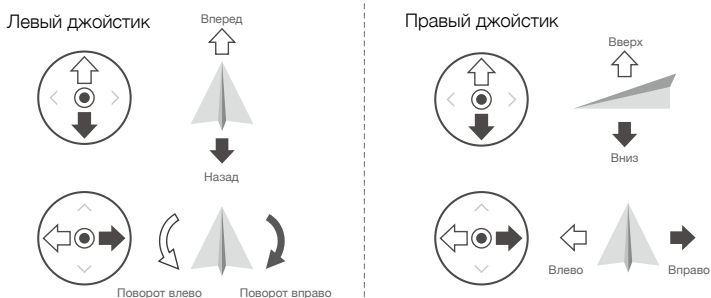 Левый джойстик
Вперед
Назад
Поворот влево
Поворот вправо
Правый джойстик
Вверх
Вниз
Влево
Вправо